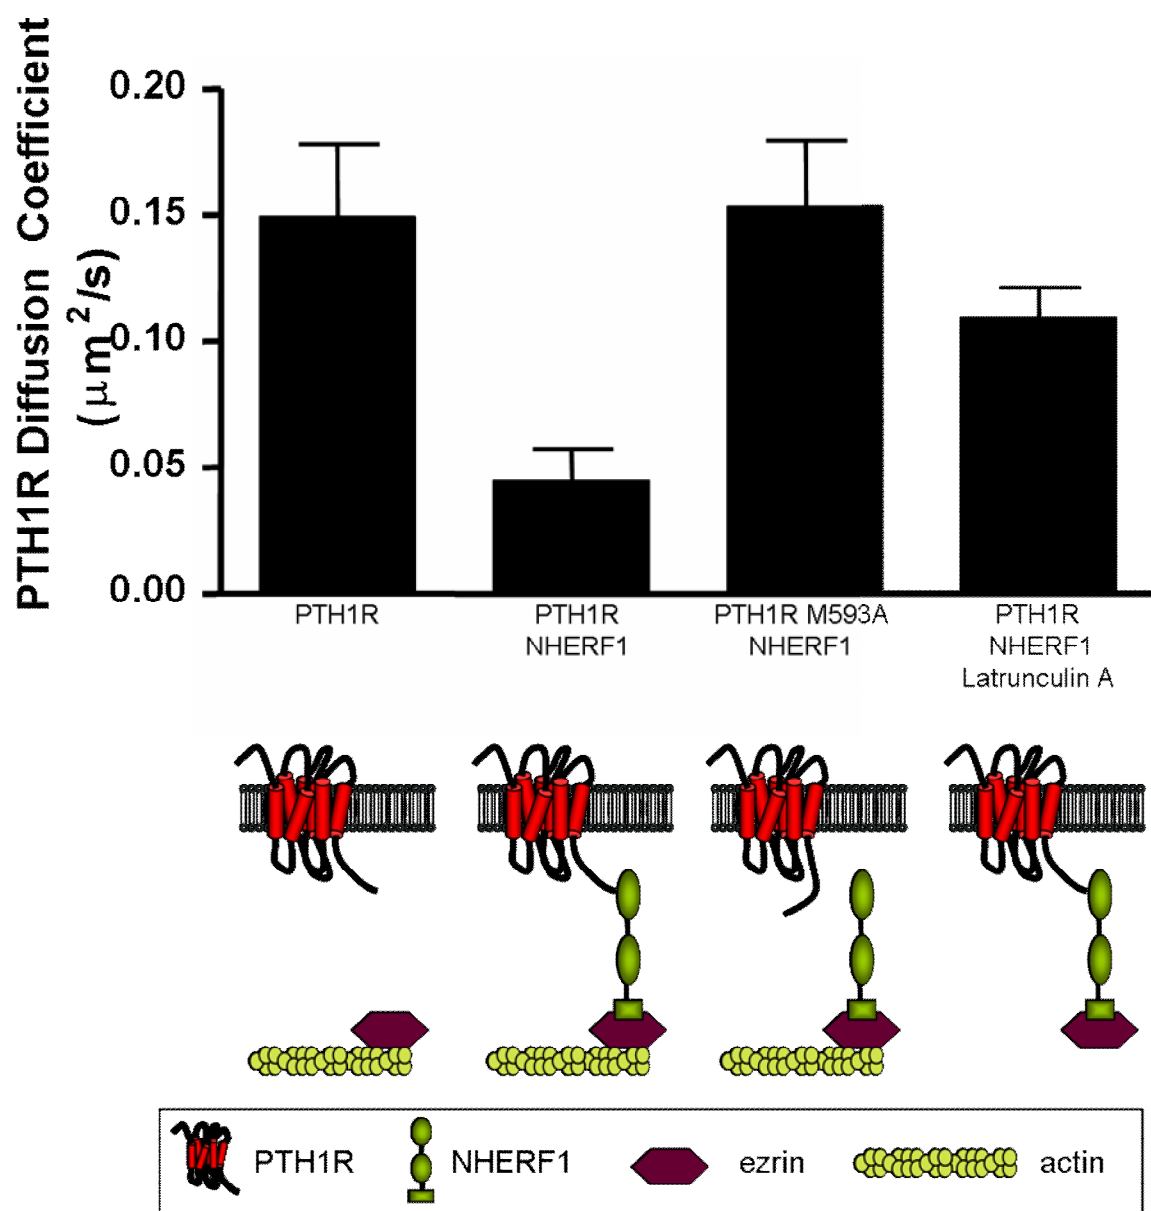 PTH1R Diffusion Coefficient
(μm²/s)
0.20
0.15
0.10
0.05
0.00
PTH1R
PTH1R
NHERF1
PTH1R M593A
NHERF1
PTH1R
NHERF1
Latrunculin A
PTH1R
NHERF1
ezrin
actin